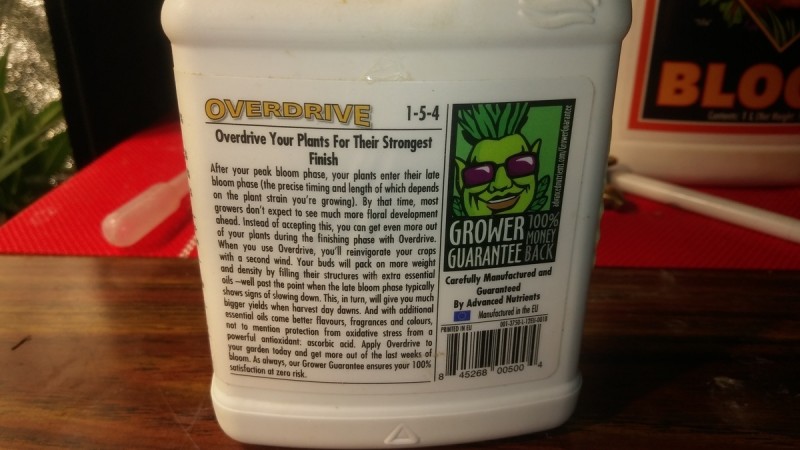 OVERDRIVE 1-5-4
Overdrive Your Plants For Their Strongest
Finish
After your peak bloom phase, your plants enter their late
bloom phase (the precise timing and length of which depends
on the plant strain you're growing). By that time, most
growers don't expect to see much more floral development
ahead. Instead of accepting this, you can get even more out
of your plants during the finishing phase with Overdrive.
When you use Overdrive, you'll reinvigorate your crops
with a second wind. Your buds will pack on more weight
and density by filling their structures with extra essential
oils –well past the point when the late bloom phase typically
shows signs of slowing down. This, in turn, will give you much
bigger yields when harvest day dawns. And with additional
essential oils come better flavours, fragrances and colours,
not to mention protection from oxidative stress from a
powerful antioxidant: ascorbic acid. Apply Overdrive to
your garden today and get more out of the last weeks of
bloom. As always, our Grower Guarantee ensures your 100%
satisfaction at zero risk.
GROWER
GUARANTEE
100%
MONEY
BACK
Carefully Manufactured and
Guaranteed
By Advanced Nutrients
Manufactured in the EU
PRINTED IN EU
8 45268 00500 4
BLOO